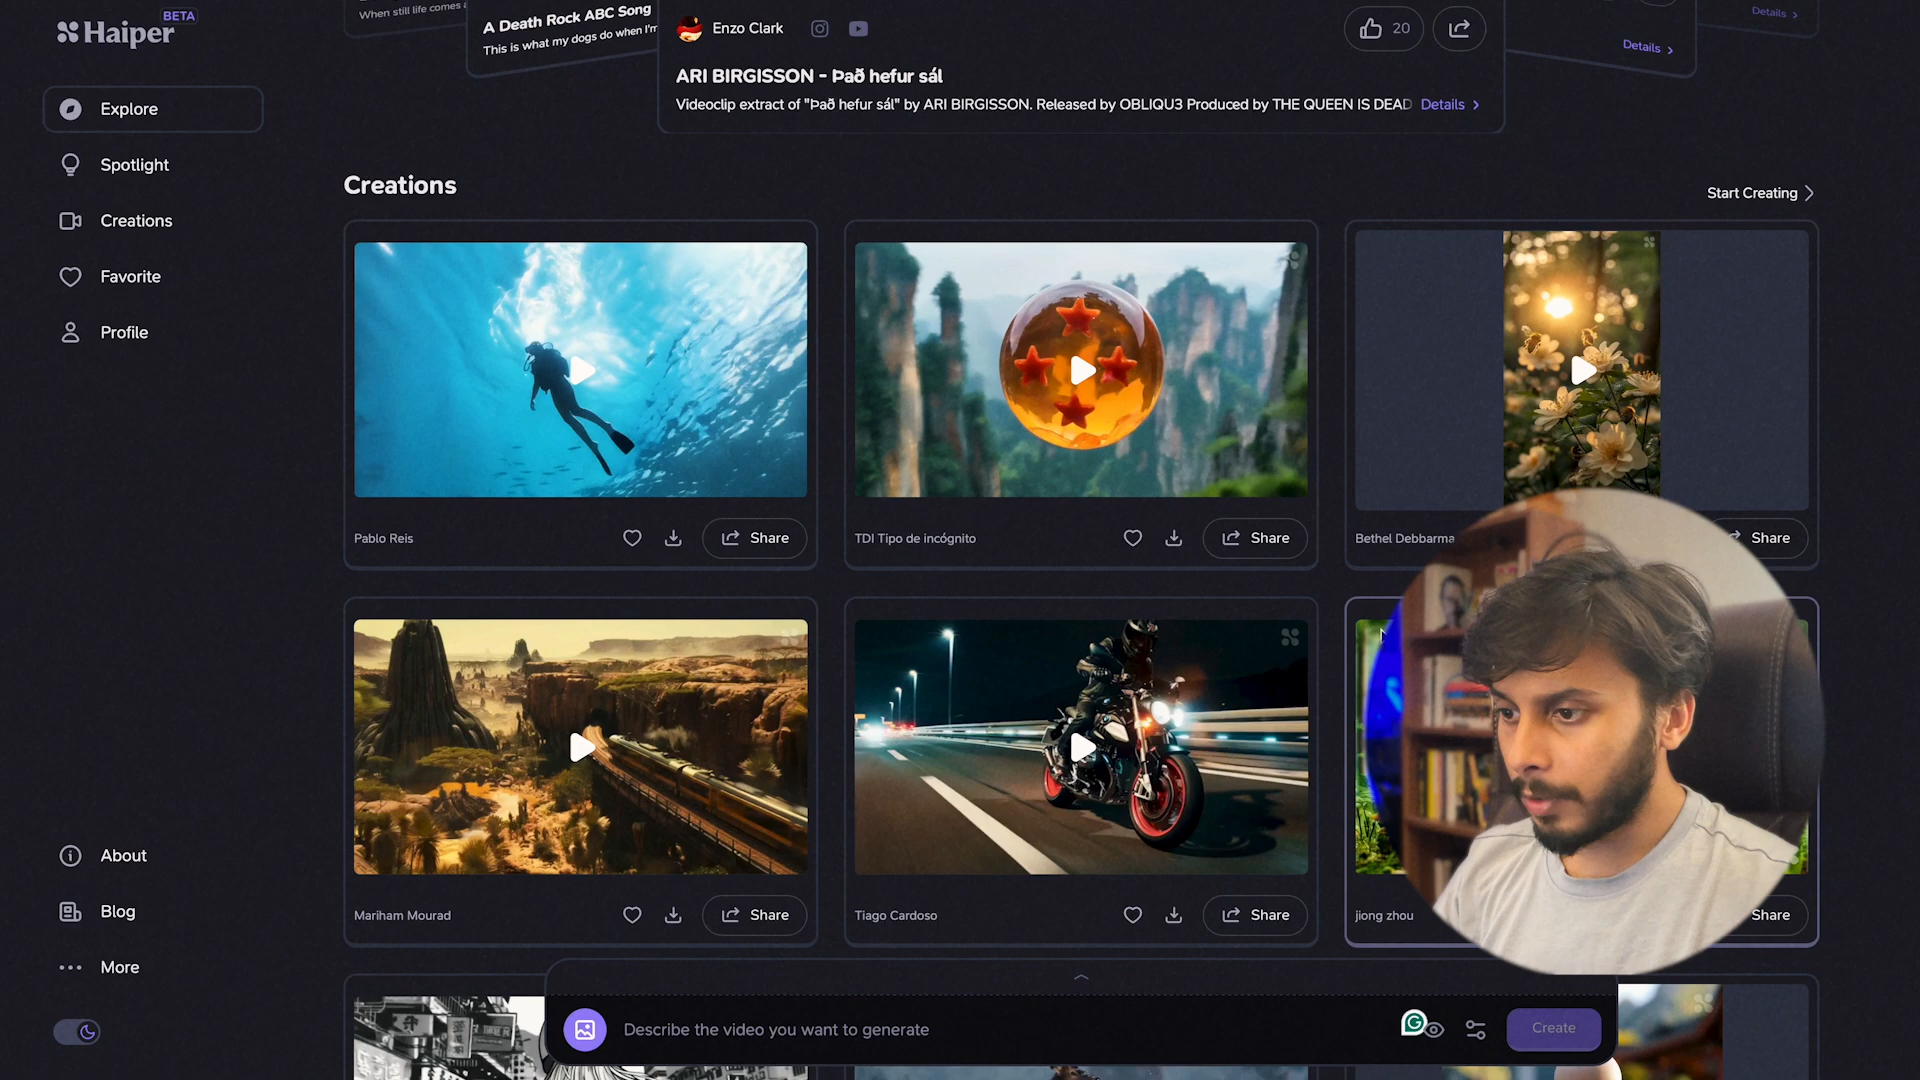 Haiper
BETA
Explore
Spotlight
Creations
Favorite
Profile
About
Blog
More
When still life comes
A Death Rock ABC Song
This is what my dogs do when I'm
Enzo Clark
20
ARI BIRGISSON - Það hefur sál
Videoclip extract of "Það hefur sál" by ARI BIRGISSON. Released by OBLIQU3 Produced by THE QUEEN IS DEAD
Details
Details
Details
Creations
Start Creating
Pablo Reis
Share
TDI Tipo de incógnito
Share
Bethel Debbarma
Share
Mariham Mourad
Share
Tiago Cardoso
Share
jiong zhou
Share
Describe the video you want to generate
Create